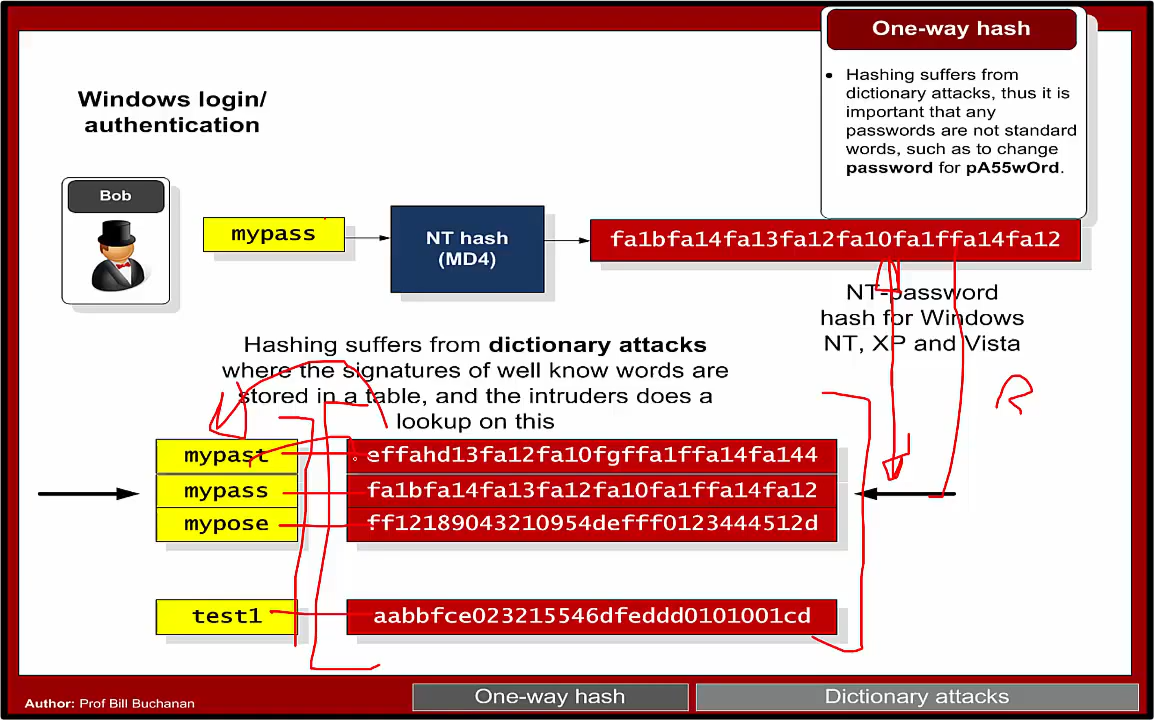 One-way hash
• Hashing suffers from
dictionary attacks, thus it is
important that any
passwords are not standard
words, such as to change
password for pA55wOrd.
Windows login/
authentication
Bob
mypass
NT hash
(MD4)
fa1bfa14fa13fa12fa10fa1ffa14fa12
NT-password
hash for Windows
NT, XP and Vista
Hashing suffers from dictionary attacks
where the signatures of well know words are
stored in a table, and the intruders does a
lookup on this
R
mypast effahd13fa12fa10fgffa1ffa14fa144
mypass fa1bfa14fa13fa12fa10fa1ffa14fa12
mypose ff12189043210954defff0123444512d
test1 aabbfce023215546dfeddd0101001cd
Author: Prof Bill Buchanan
One-way hash
Dictionary attacks